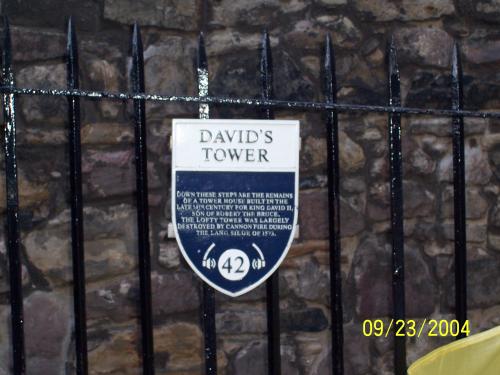 DAVID'S
TOWER
DOWN THESE STEPS ARE THE REMAINS
OF A TOWER HOUSE BUILT IN THE
LATE 14TH CENTURY FOR KING DAVID II,
SON OF ROBERT THE BRUCE.
THE LOFTY TOWER WAS LARGELY
DESTROYED BY CANNON FIRE DURING
THE LANG SIEGE OF 1573.
42
09/23/2004